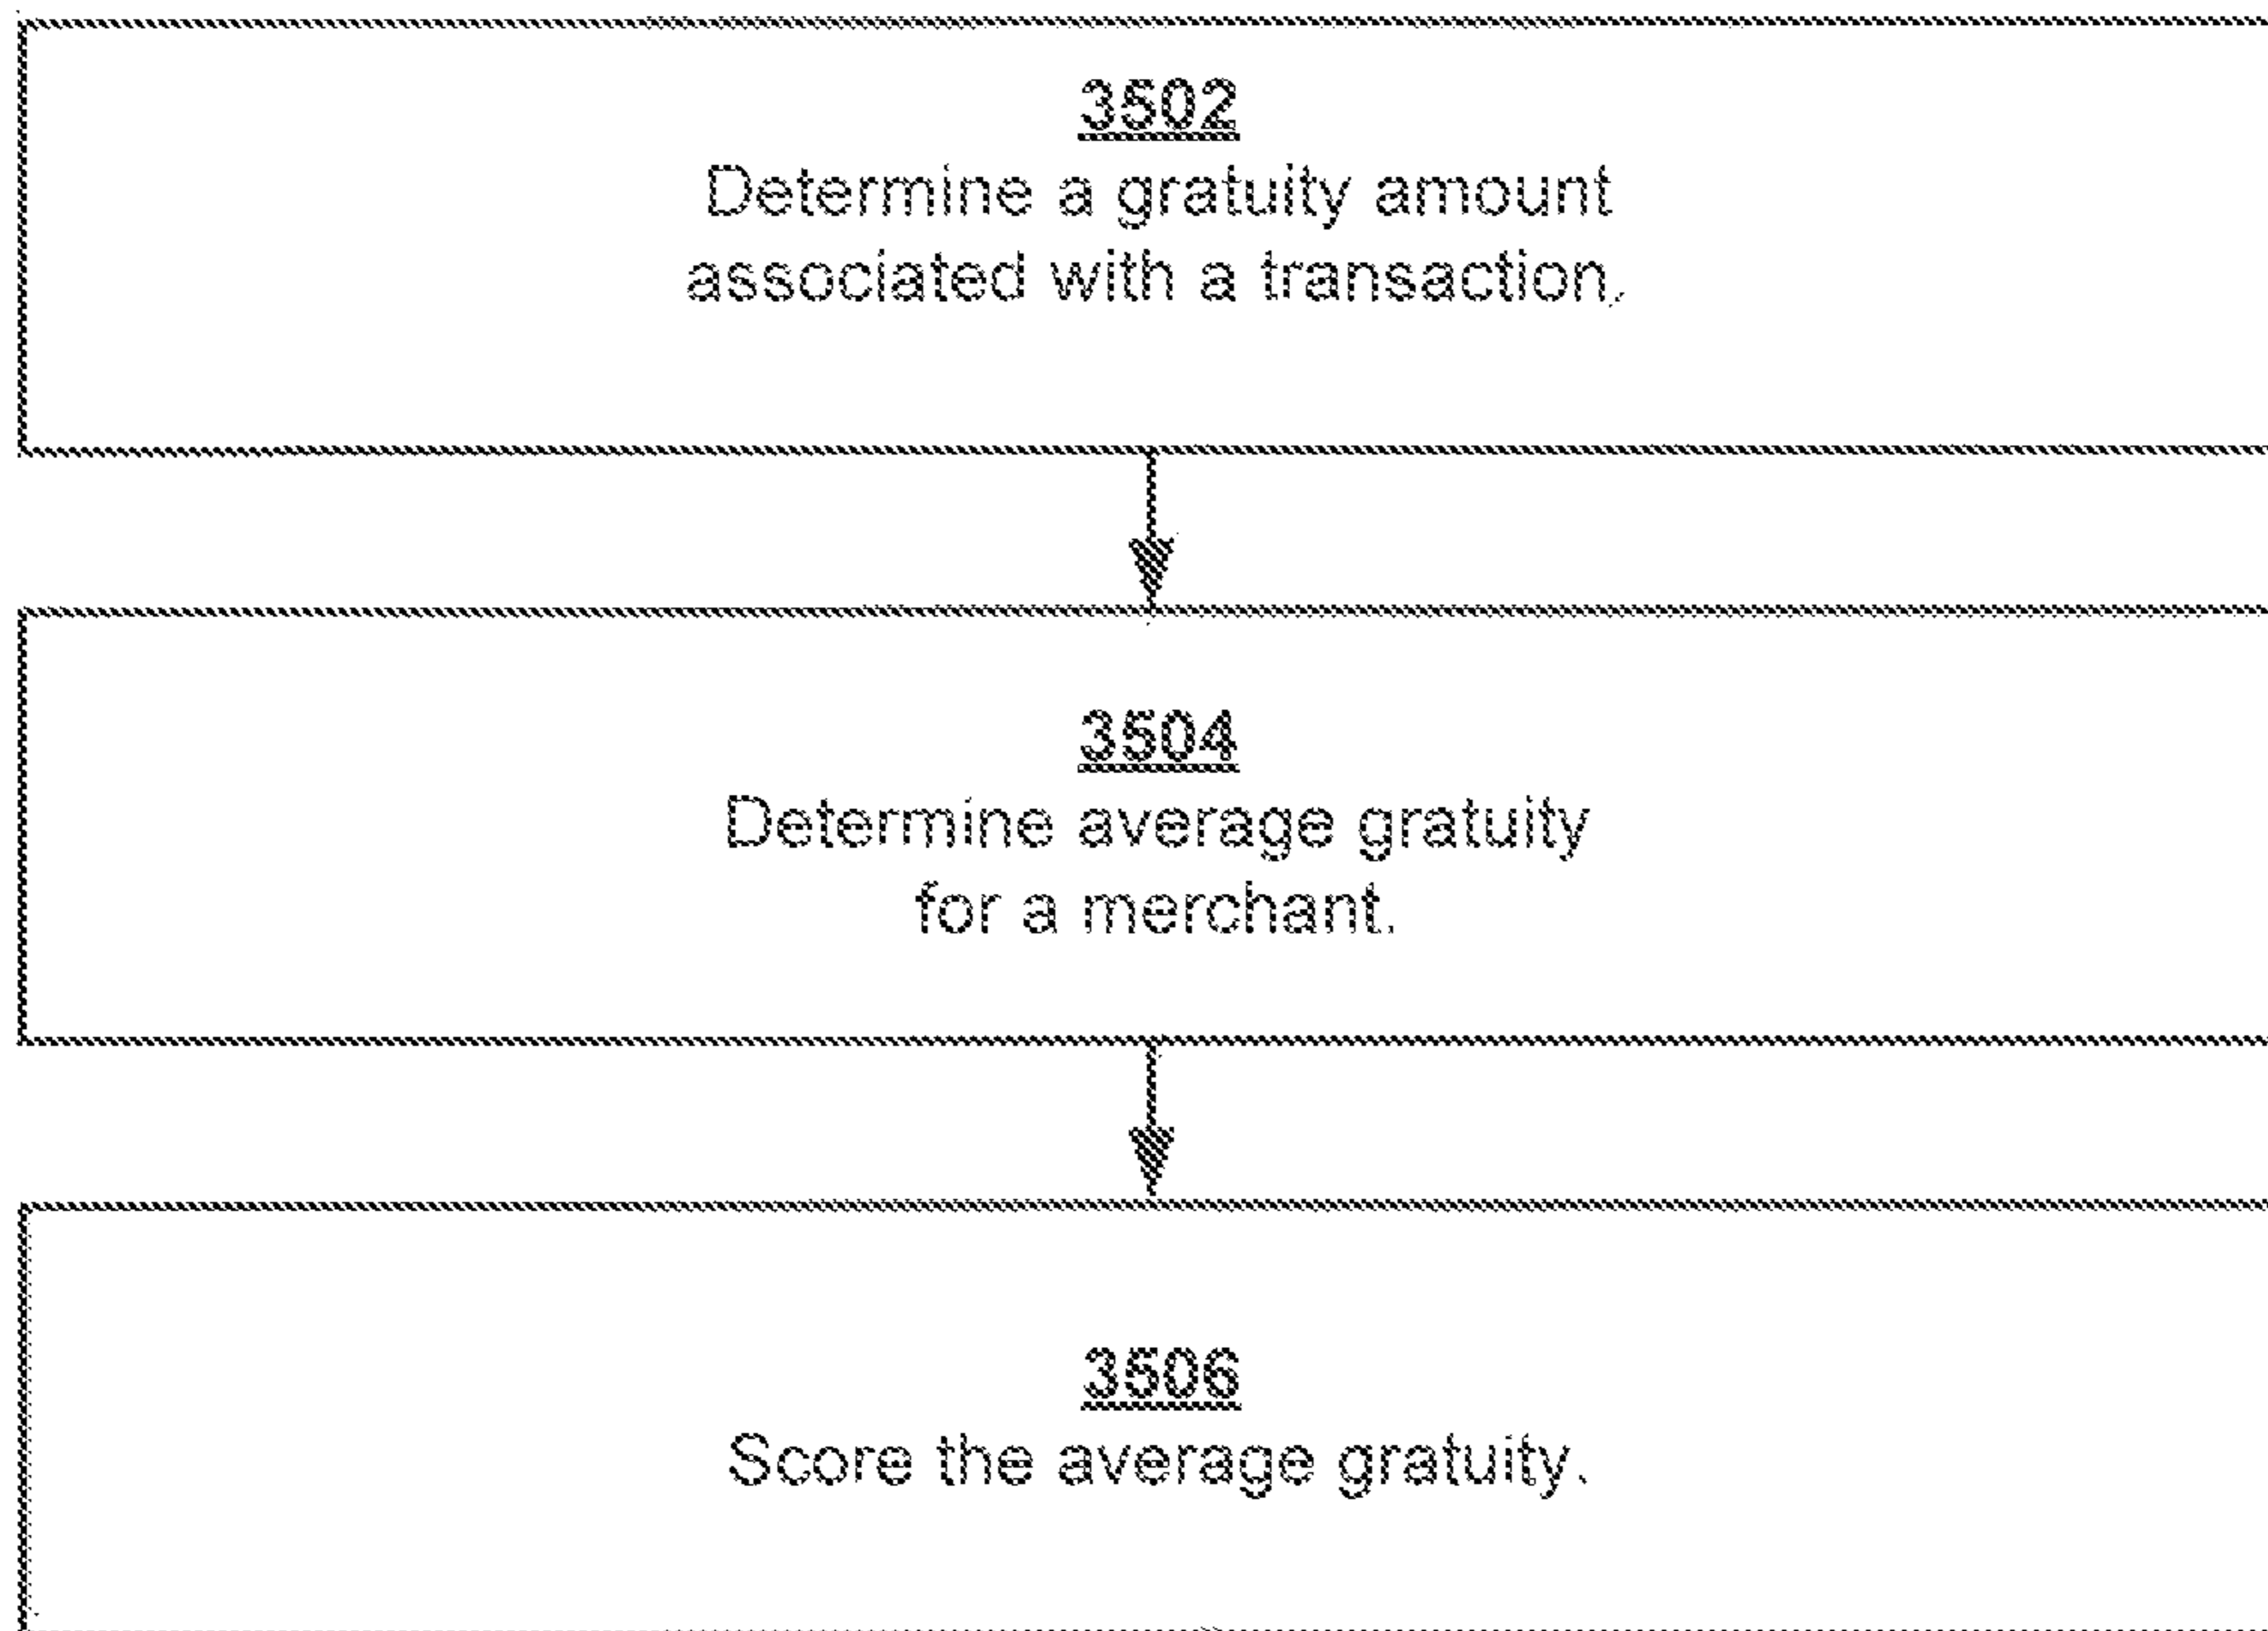 3502
Determine a gratuity amount
associated with a transaction.
3504
Determine average gratuity
for a merchant.
3506
Score the average gratuity.